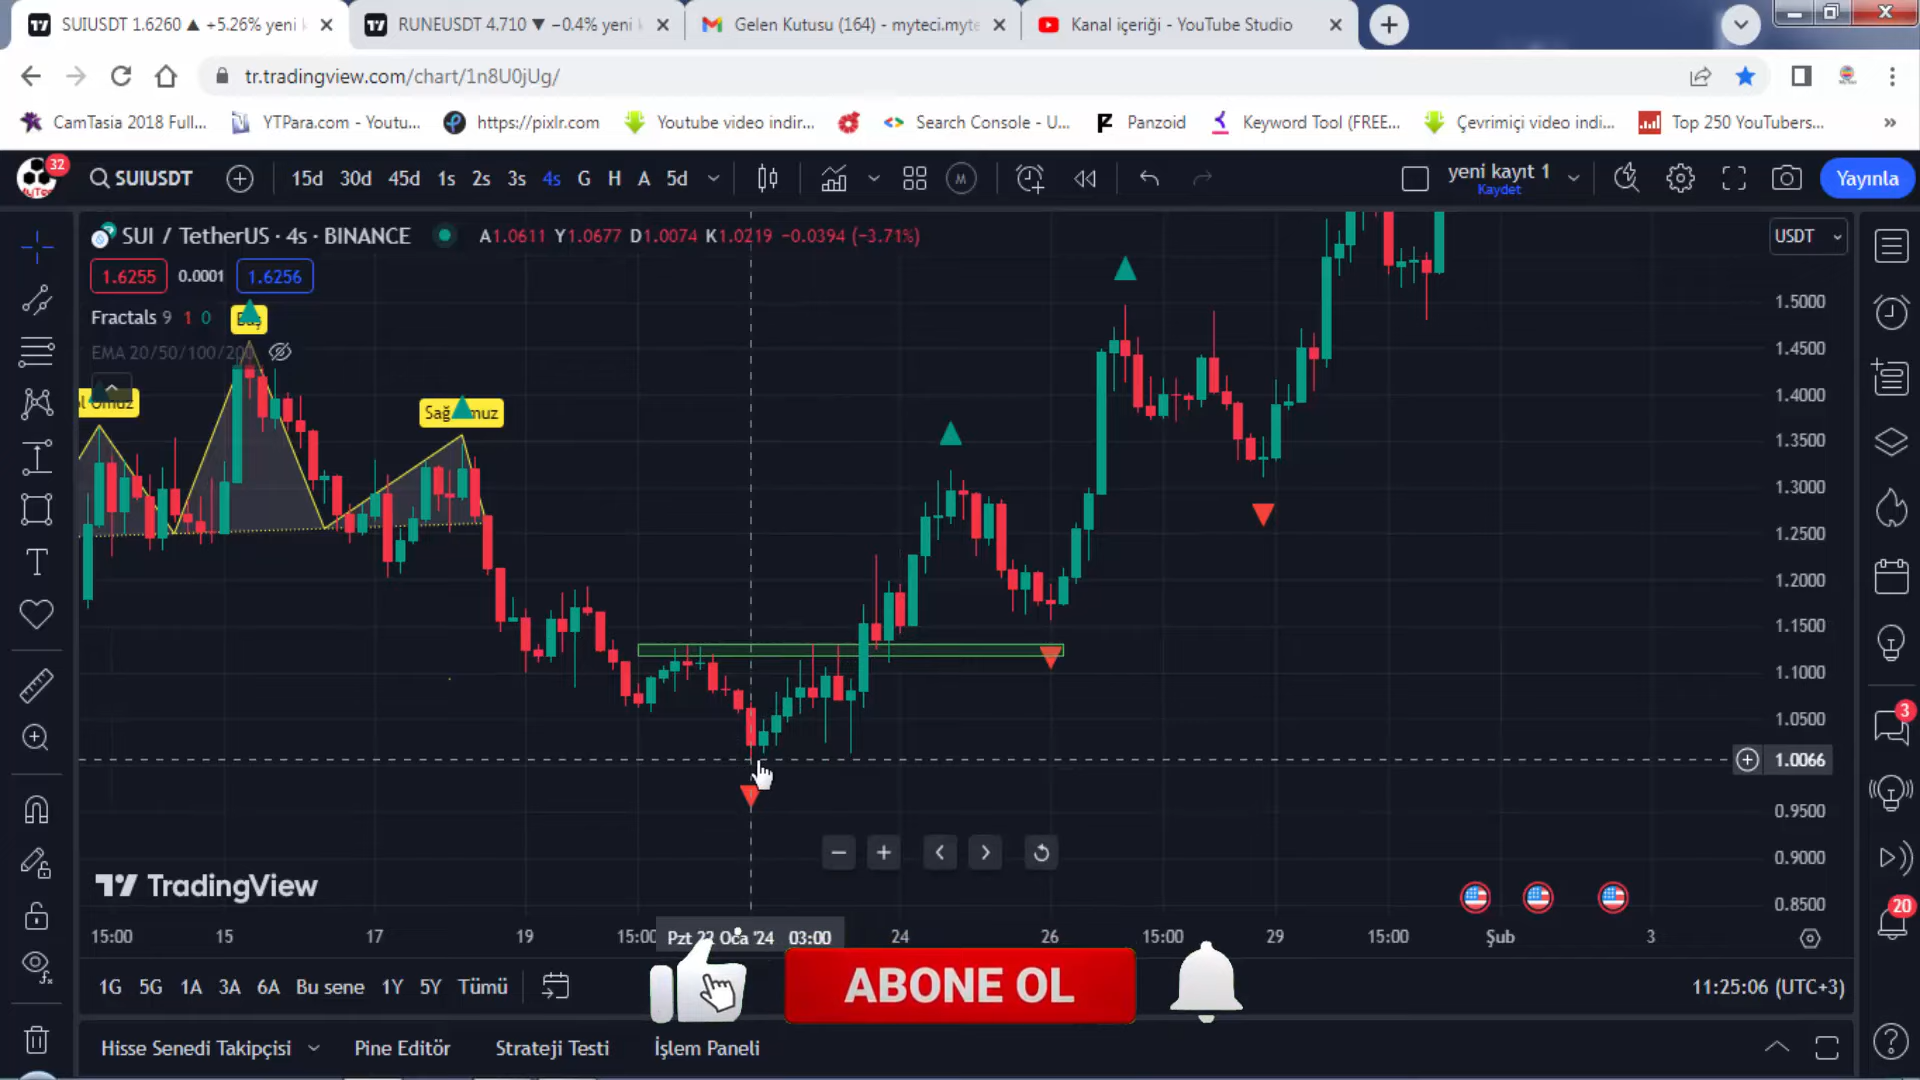 SUIUSDT 1.6260 ▲ +5.26% yeni
RUNEUSDT 4.710 ▼ −0.4% yeni
Gelen Kutusu (164) - myteci.myte
Kanal içeriği - YouTube Studio
tr.tradingview.com/chart/1n8U0jUg/
CamTasia 2018 Full...
YTPara.com - Youtu...
https://pixlr.com
Youtube video indir...
Search Console - U...
Panzoid
Keyword Tool (FREE...
Çevrimiçi video indi...
Top 250 YouTubers...
»
32
SUIUSDT
15d 30d 45d 1s 2s 3s 4s G H A 5d
M
yeni kayıt 1
Kaydet
Yayınla
SUI / TetherUS · 4s · BINANCE
A1.0611 Y1.0677 D1.0074 K1.0219 −0.0394 (−3.71%)
USDT
1.6255 0.0001 1.6256
Fractals 9 1 0
EMA 20/50/100/200
Sağ
1.5000
1.4500
1.4000
1.3500
1.3000
1.2500
1.2000
1.1500
1.1000
1.0500
1.0066
0.9500
0.9000
0.8500
3
20
TradingView
15:00 15 17 19 15:00 Pzt 22 Oca '24 03:00 24 26 15:00 29 15:00 Şub 3
1G 5G 1A 3A 6A Bu sene 1Y 5Y Tümü
ABONE OL
11:25:06 (UTC+3)
Hisse Senedi Takipçisi
Pine Editör
Strateji Testi
İşlem Paneli